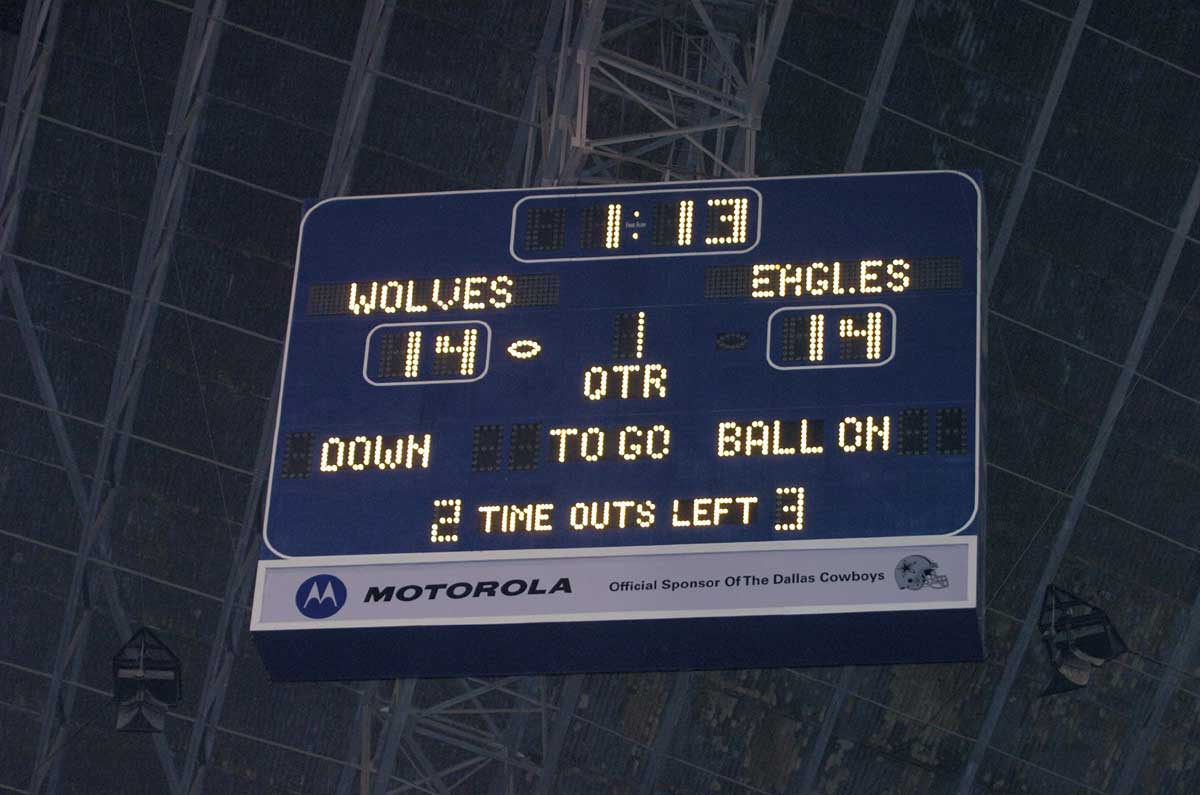 1:13
WOLVES EAGLES
14 1 14
QTR
DOWN TO GO BALL ON
2 TIME OUTS LEFT 3
MOTOROLA Official Sponsor Of The Dallas Cowboys